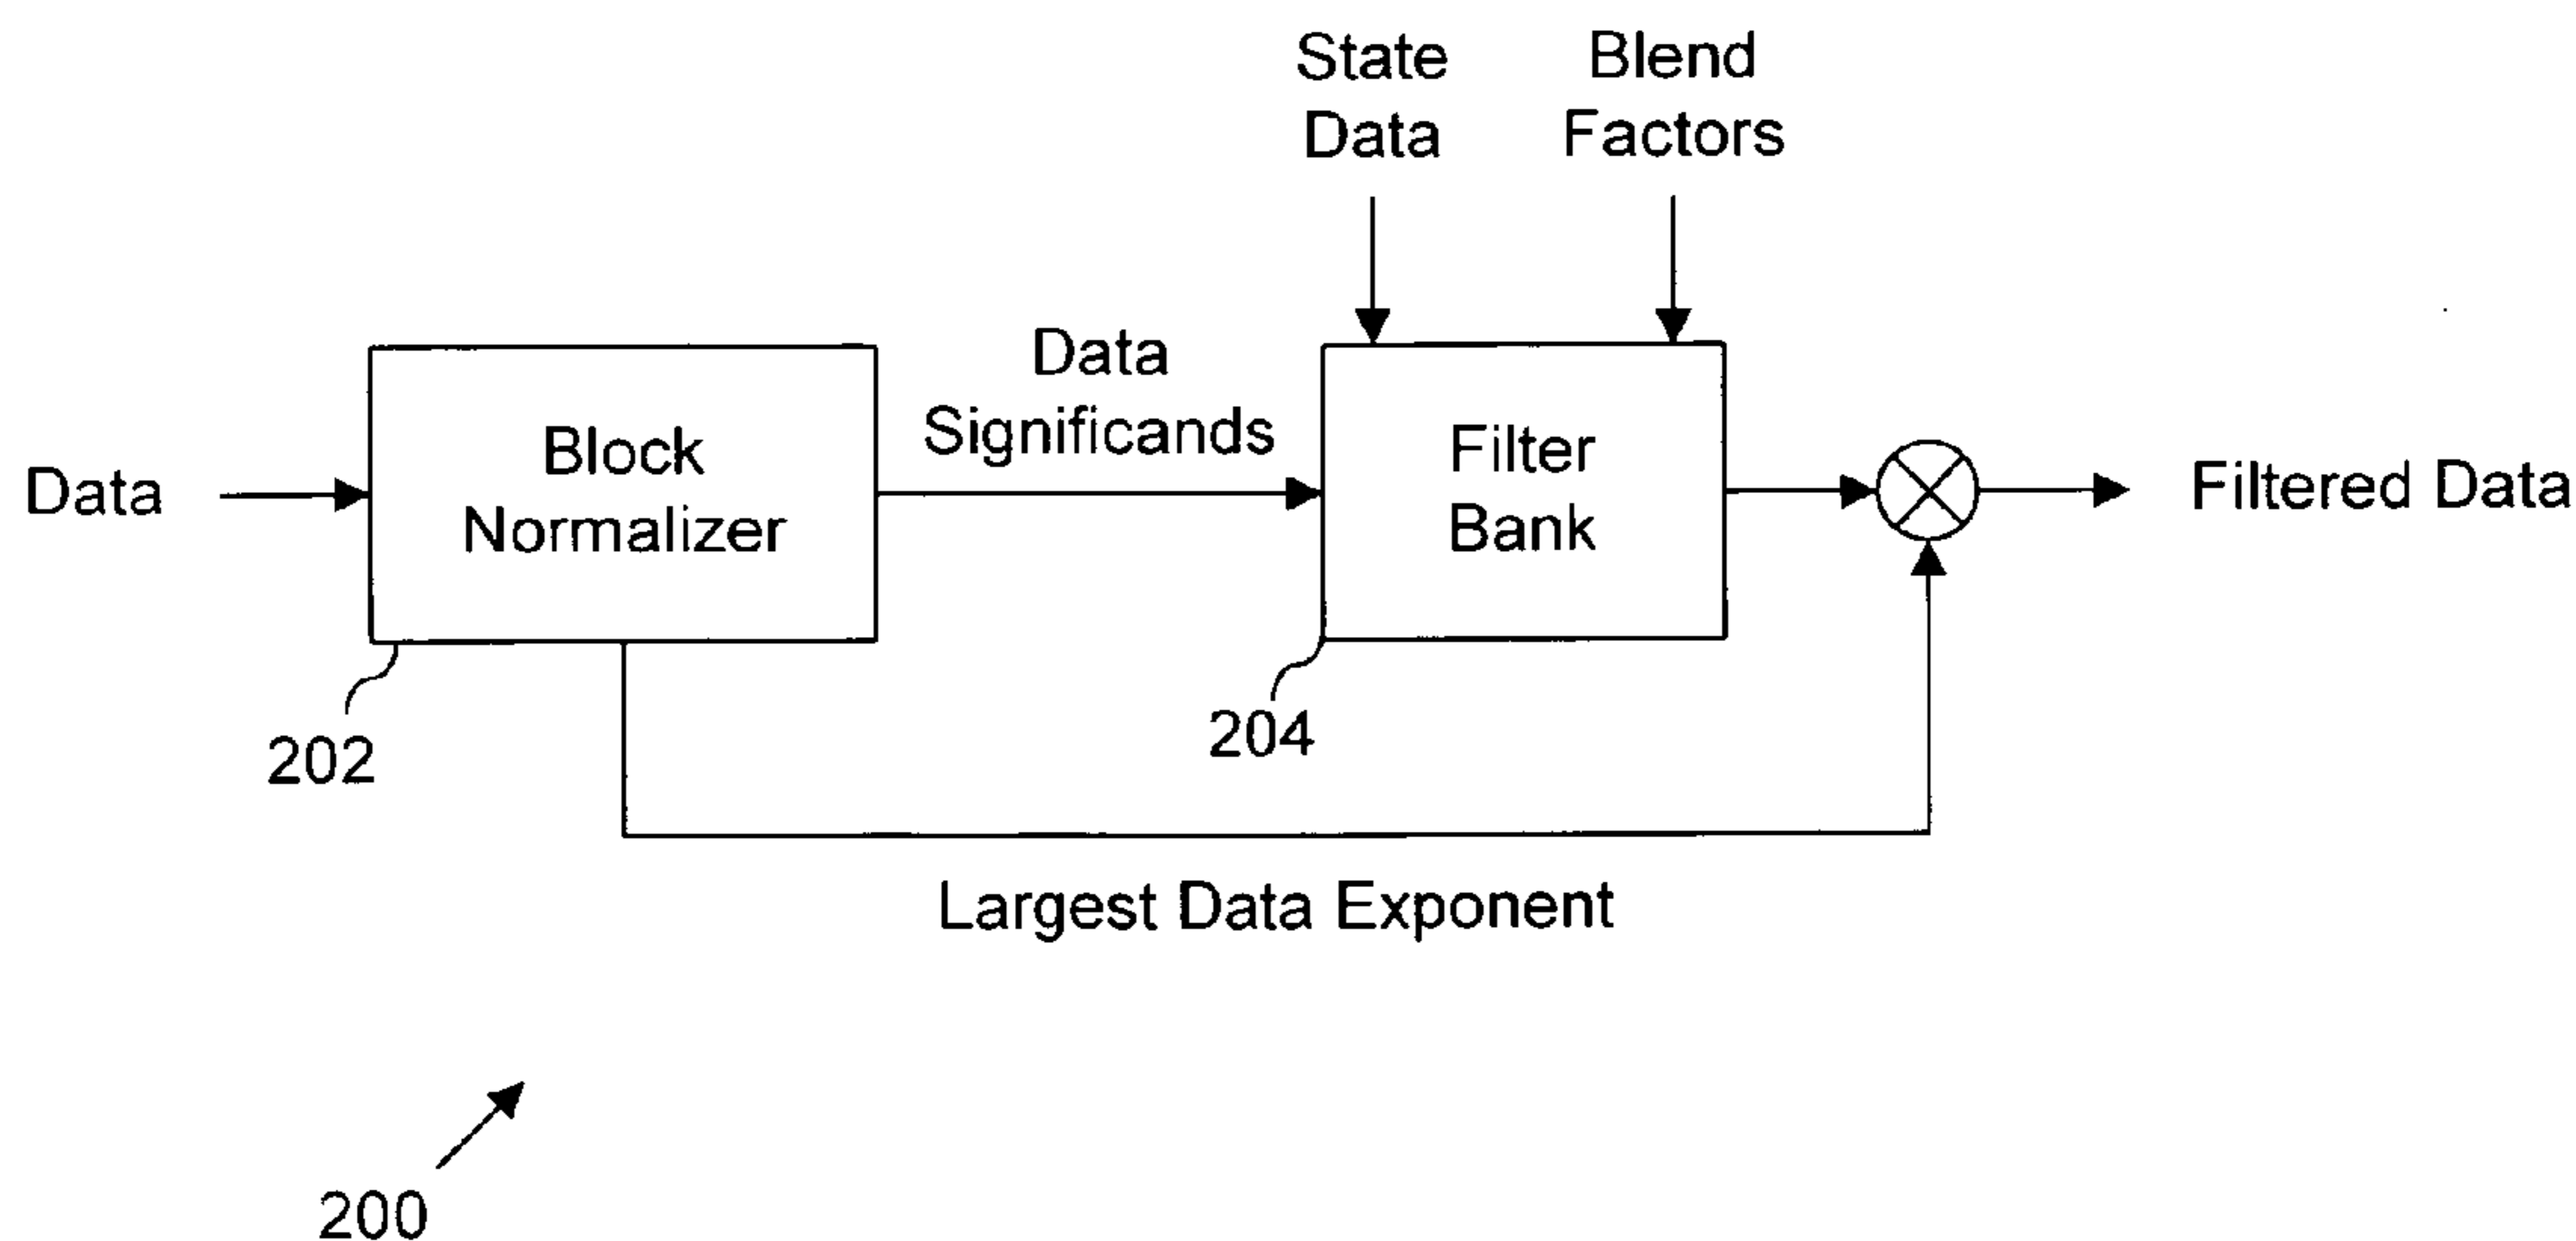 State
Data
Blend
Factors
Data
Significands
Data
Block
Normalizer
Filter
Bank
Filtered Data
202
204
Largest Data Exponent
200